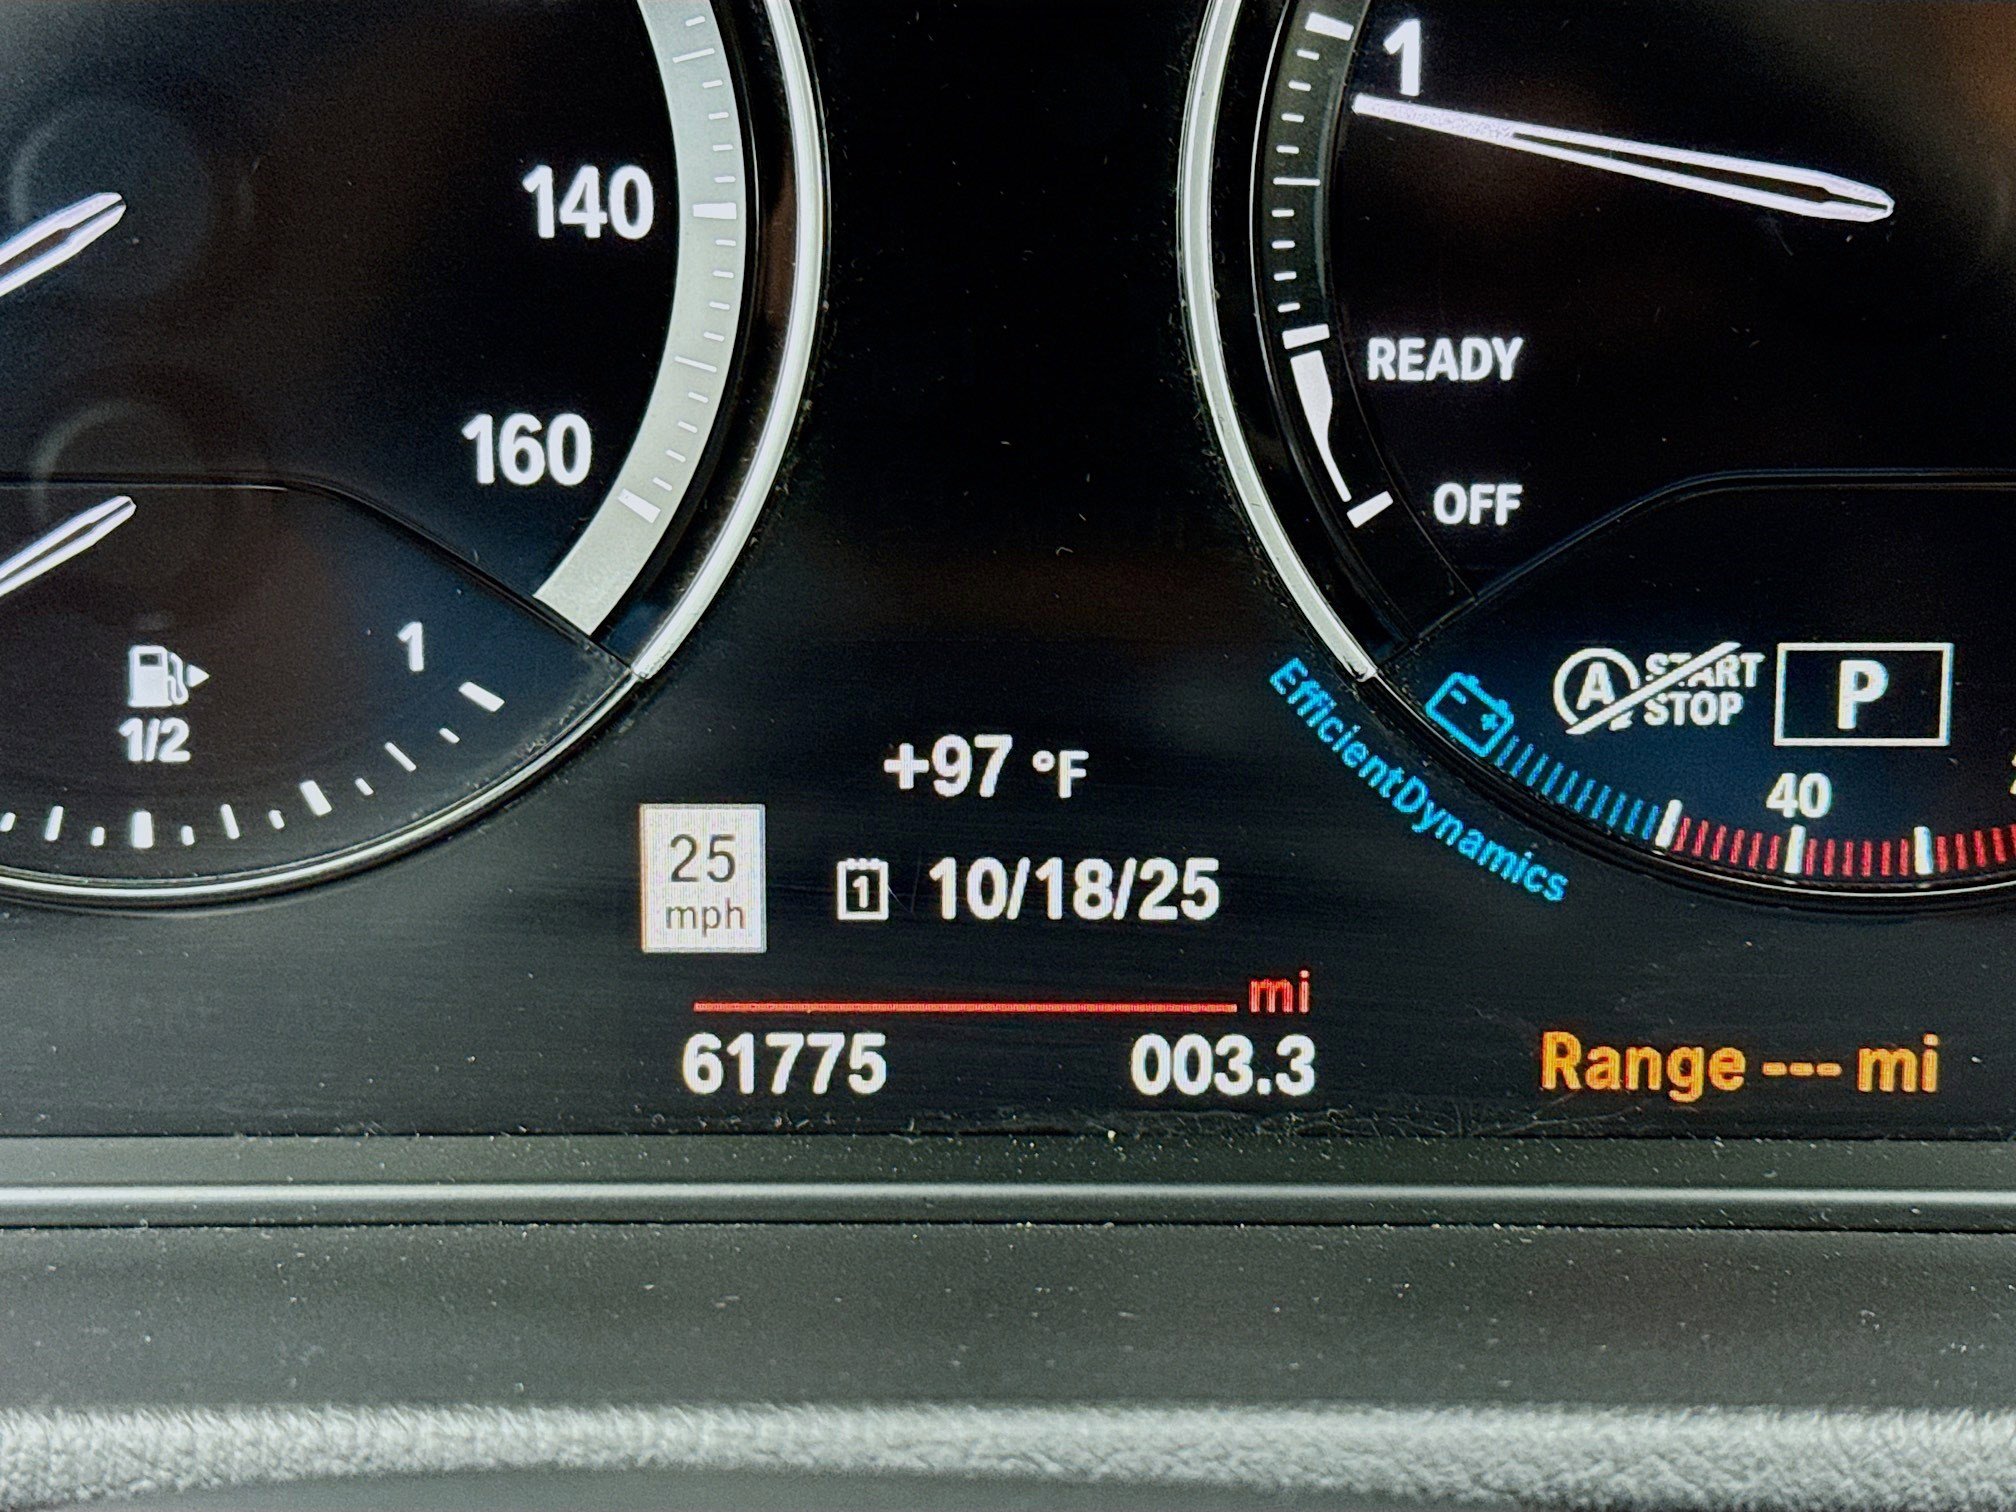 140
160
1
1/2
1
READY
OFF
A START
STOP
P
40
EfficientDynamics
+97 °F
25
mph
1 10/18/25
mi
61775 003.3
Range --- mi